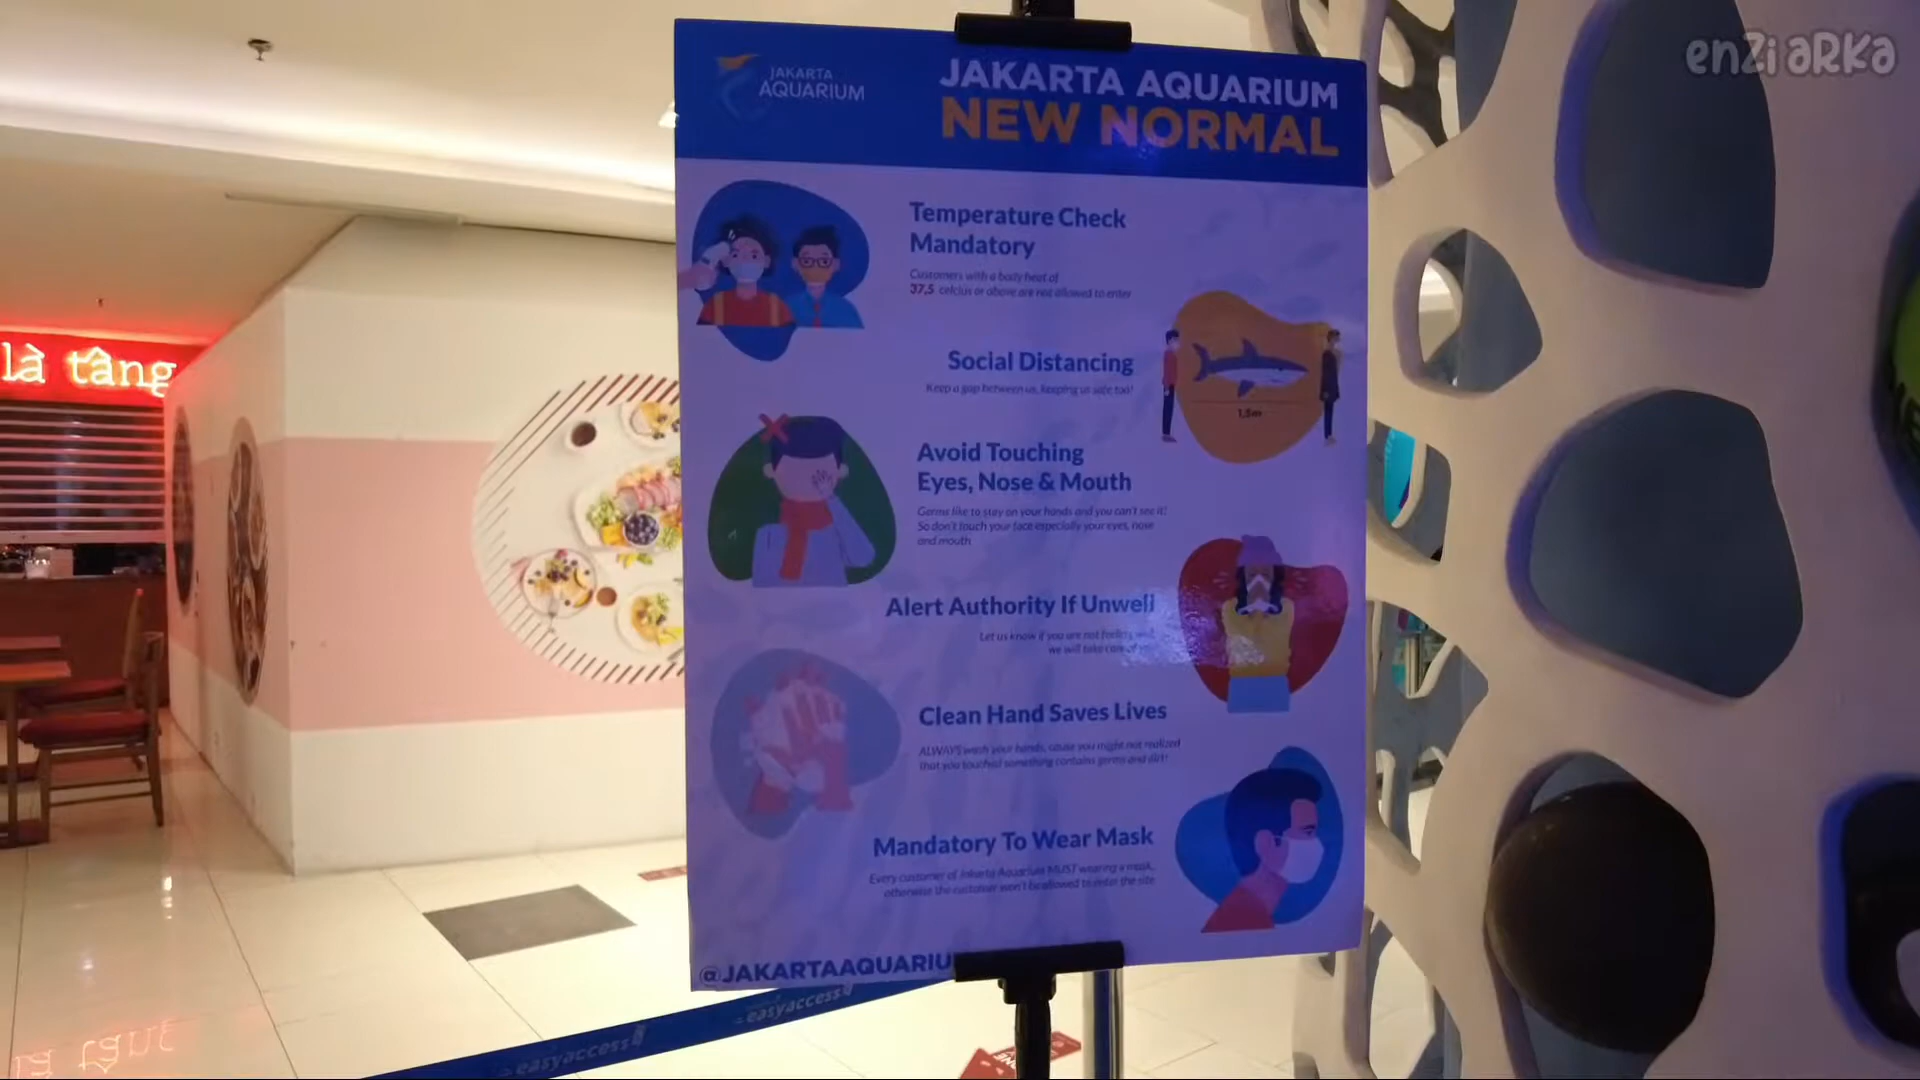 enzi aRKa
JAKARTA
AQUARIUM
JAKARTA AQUARIUM
NEW NORMAL
Temperature Check
Mandatory
Customers with a body heat of
37,5 celcius or above are not allowed to enter
Social Distancing
Keep a gap between us, keeping us safe too!
1,5m
Avoid Touching
Eyes, Nose & Mouth
Germs like to stay on your hands and you can't see it!
So don't touch your face especially your eyes, nose
and mouth
Alert Authority If Unwell
Let us know if you are not feeling well,
we will take care of
Clean Hand Saves Lives
ALWAYS wash your hands, cause you might not realized
that you touched something contains germs and dirt!
Mandatory To Wear Mask
Every customer of Jakarta Aquarium MUST wearing a mask,
otherwise the customer won't be allowed to enter the site
@JAKARTAAQUARIU
là tâng
easyaccess
easyaccess